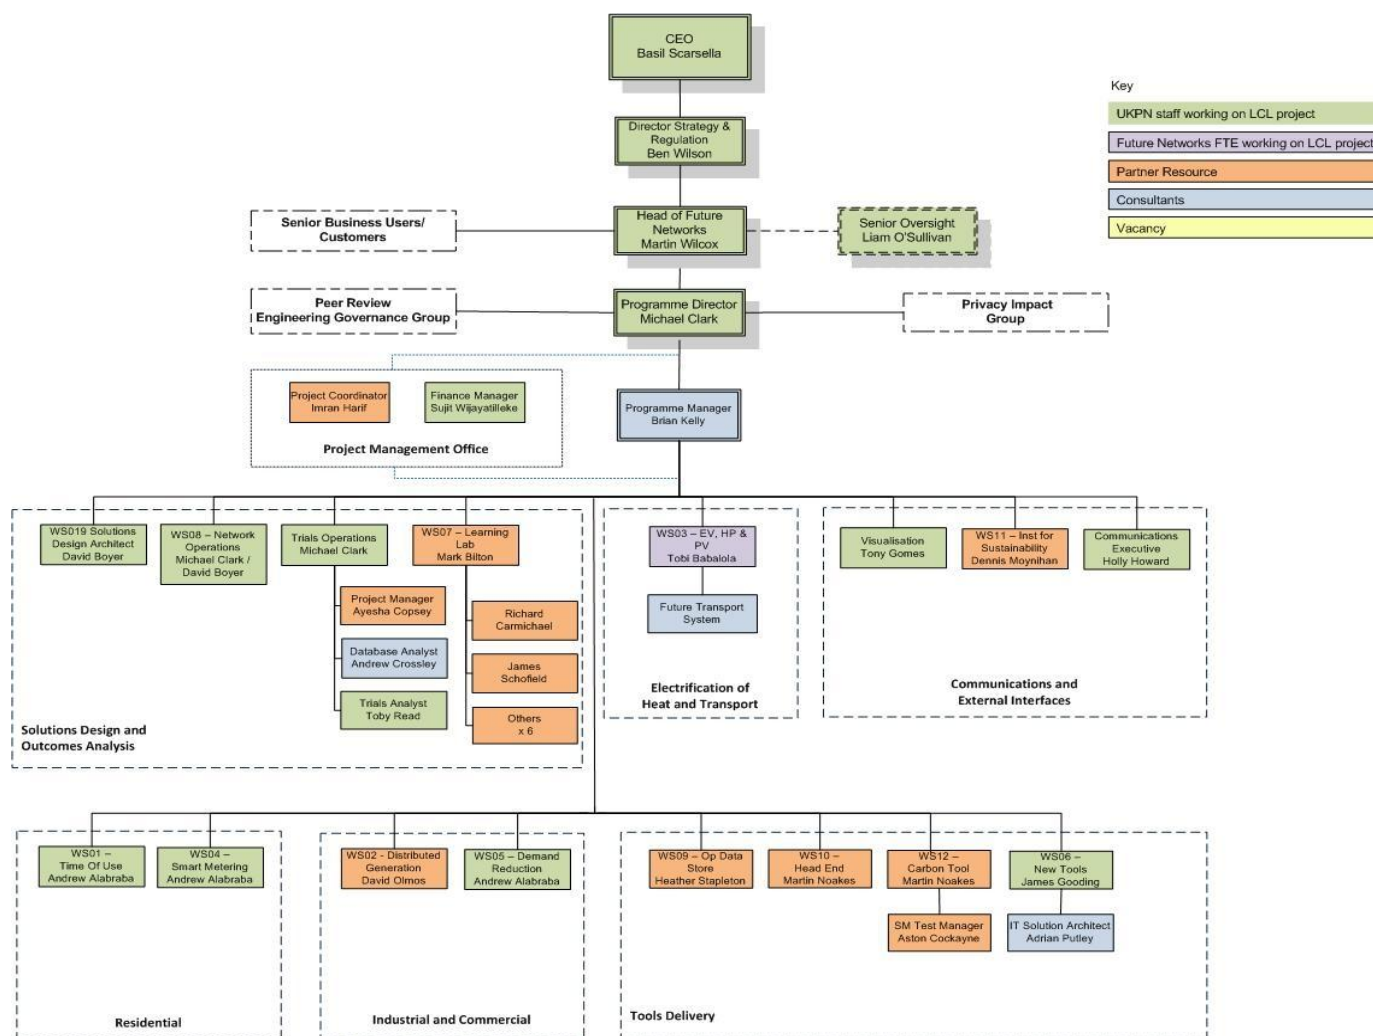 CEO
Basil Scarsella
Key
UKPN staff working on LCL project
Future Networks FTE working on LCL project
Partner Resource
Consultants
Vacancy
Director Strategy &
Regulation
Ben Wilson
Senior Business Users/
Customers
Head of Future
Networks
Martin Wilcox
Senior Oversight
Liam O'Sullivan
Peer Review
Engineering Governance Group
Programme Director
Michael Clark
Privacy Impact
Group
Project Coordinator
Imran Harif
Finance Manager
Sujit Wijayatilleke
Project Management Office
Programme Manager
Brian Kelly
WS019 Solutions
Design Architect
David Boyer
WS08 – Network
Operations
Michael Clark /
David Boyer
Trials Operations
Michael Clark
WS07 – Learning
Lab
Mark Bilton
Project Manager
Ayesha Copsey
Database Analyst
Andrew Crossley
Trials Analyst
Toby Read
Richard
Carmichael
James
Schofield
Others
x 6
Solutions Design and
Outcomes Analysis
WS03 – EV, HP &
PV
Tobi Babalola
Future Transport
System
Electrification of
Heat and Transport
Visualisation
Tony Gomes
WS11 – Inst for
Sustainability
Dennis Moynihan
Communications
Executive
Holly Howard
Communications and
External Interfaces
WS01 –
Time Of Use
Andrew Alabraba
WS04 –
Smart Metering
Andrew Alabraba
Residential
WS02 - Distributed
Generation
David Olmos
WS05 – Demand
Reduction
Andrew Alabraba
Industrial and Commercial
WS09 – Op Data
Store
Heather Stapleton
WS10 –
Head End
Martin Noakes
WS12 –
Carbon Tool
Martin Noakes
WS06 –
New Tools
James Gooding
SM Test Manager
Aston Cockayne
IT Solution Architect
Adrian Putley
Tools Delivery